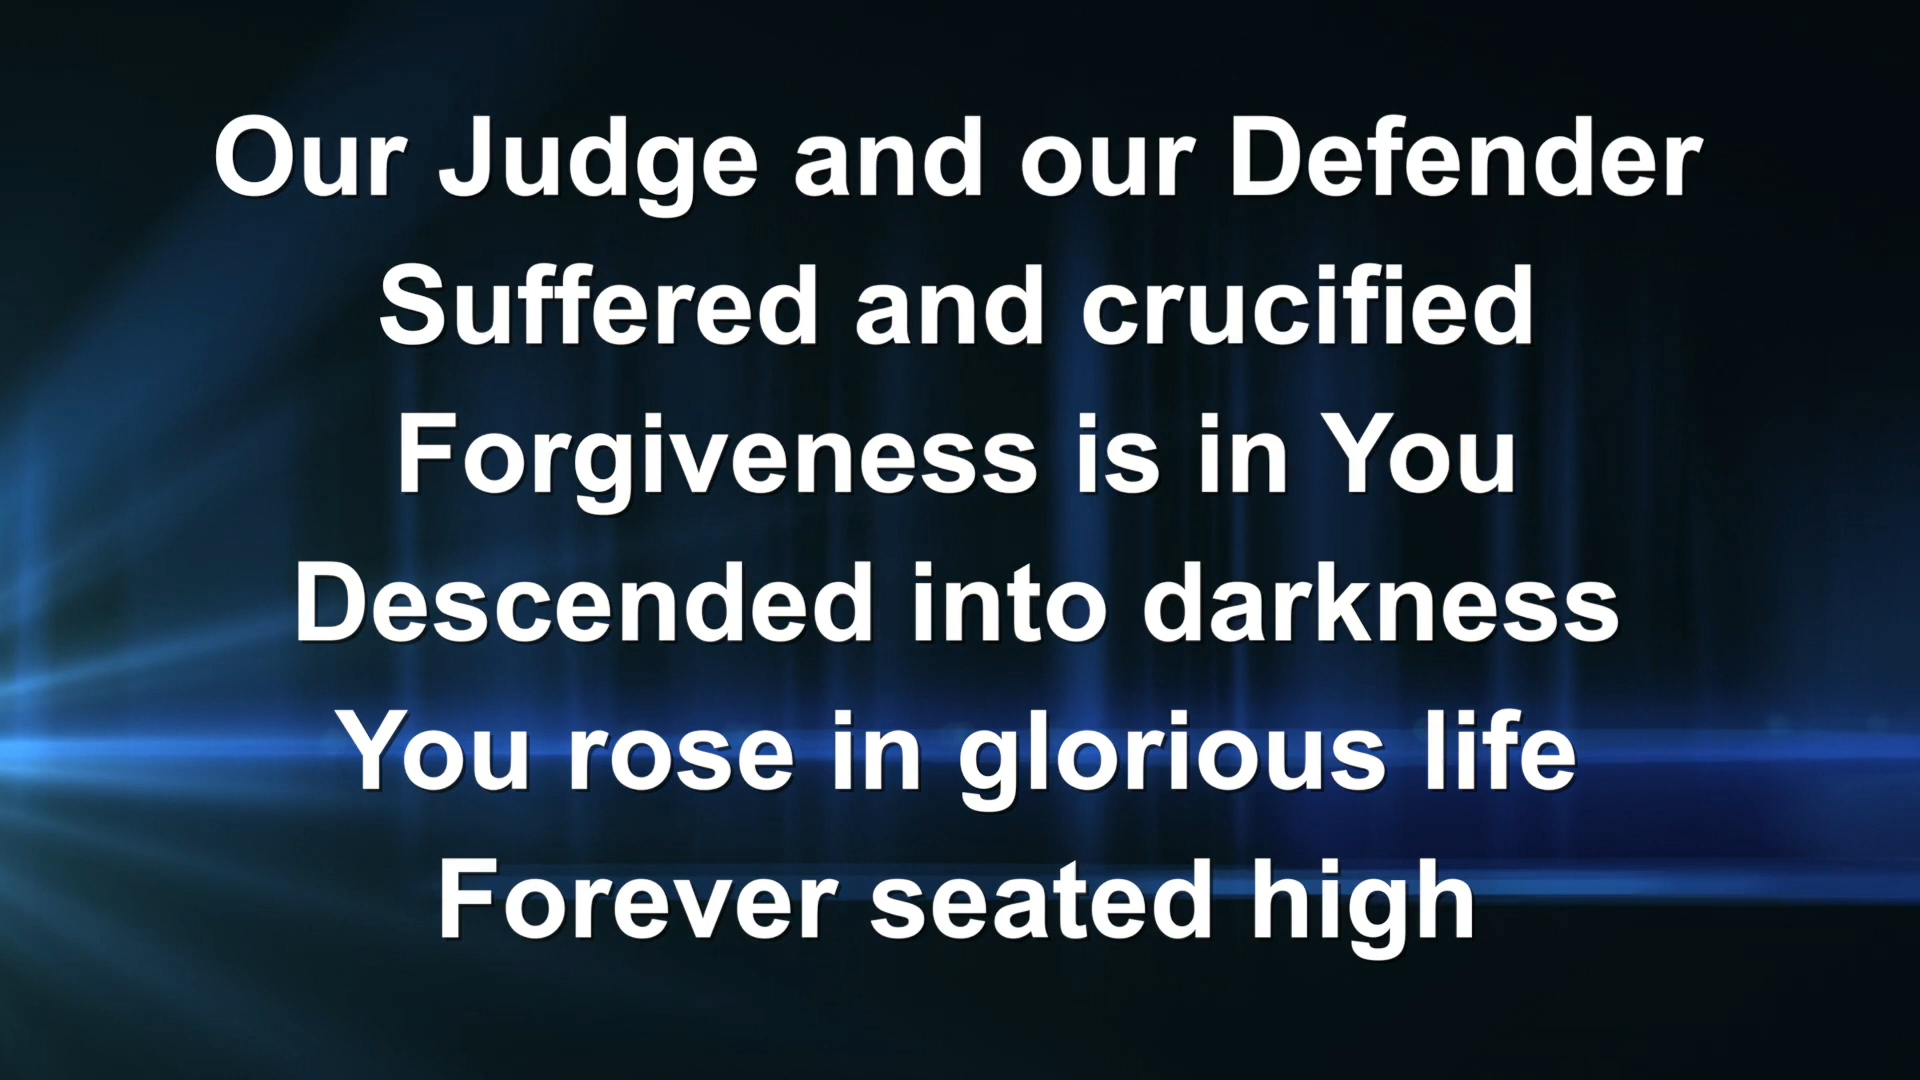 Our Judge and our Defender
Suffered and crucified
Forgiveness is in You
Descended into darkness
You rose in glorious life
Forever seated high